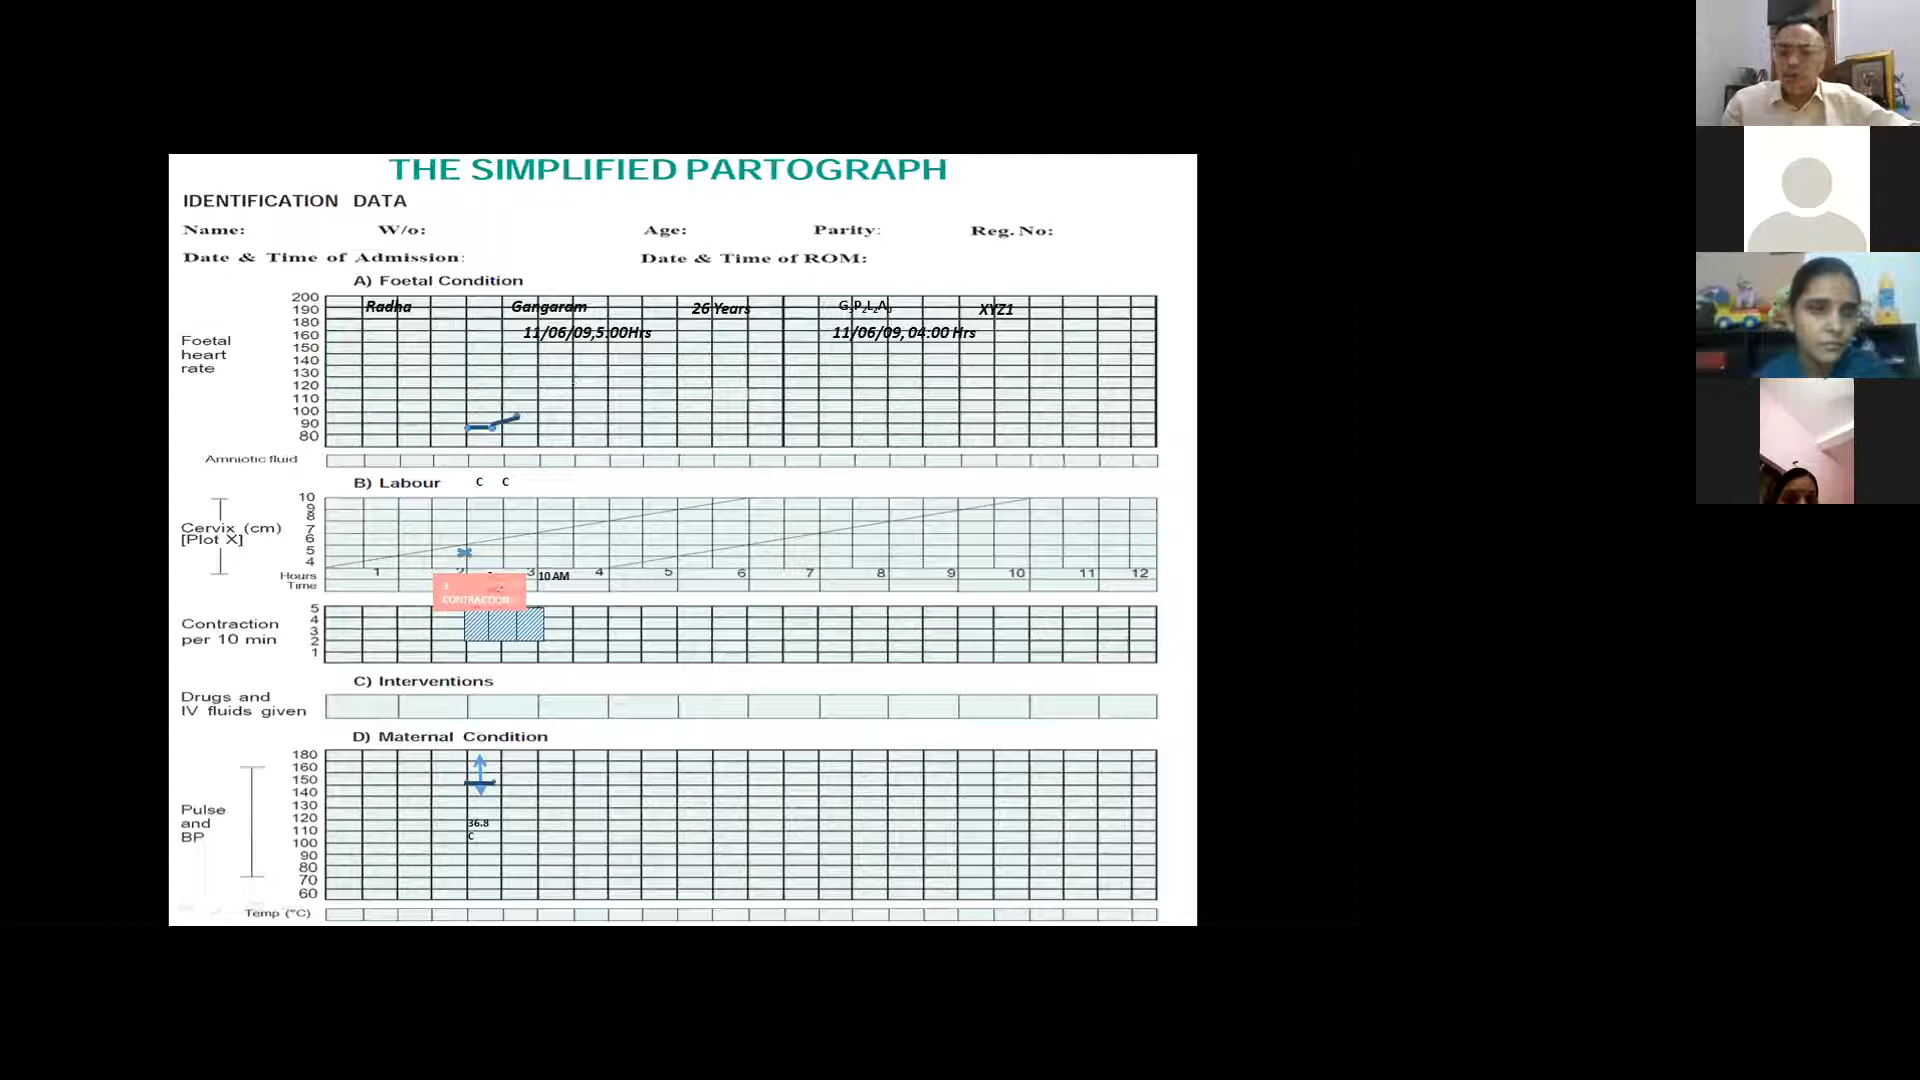 THE SIMPLIFIED PARTOGRAPH
IDENTIFICATION DATA
Name: W/o: Age: Parity: Reg. No:
Date & Time of Admission: Date & Time of ROM:
A) Foetal Condition
Radha Gangaram 26 Years XYZ1
11/06/09,5:00Hrs 11/06/09, 04:00 Hrs
Foetal
heart
rate
200
190
180
160
150
140
130
120
110
100
90
80
Amniotic fluid
B) Labour C C
Cervix (cm)
[Plot X]
10
9
8
7
6
5
4
Hours 1 2 3 4 5 6 7 8 9 10 11 12
Time
10 AM
3
CONTRACTION
Contraction
per 10 min
5
4
3
2
1
C) Interventions
Drugs and
IV fluids given
D) Maternal Condition
Pulse
and
BP
180
160
150
140
130
120
110
100
90
80
70
60
36.8
C
Temp (°C)